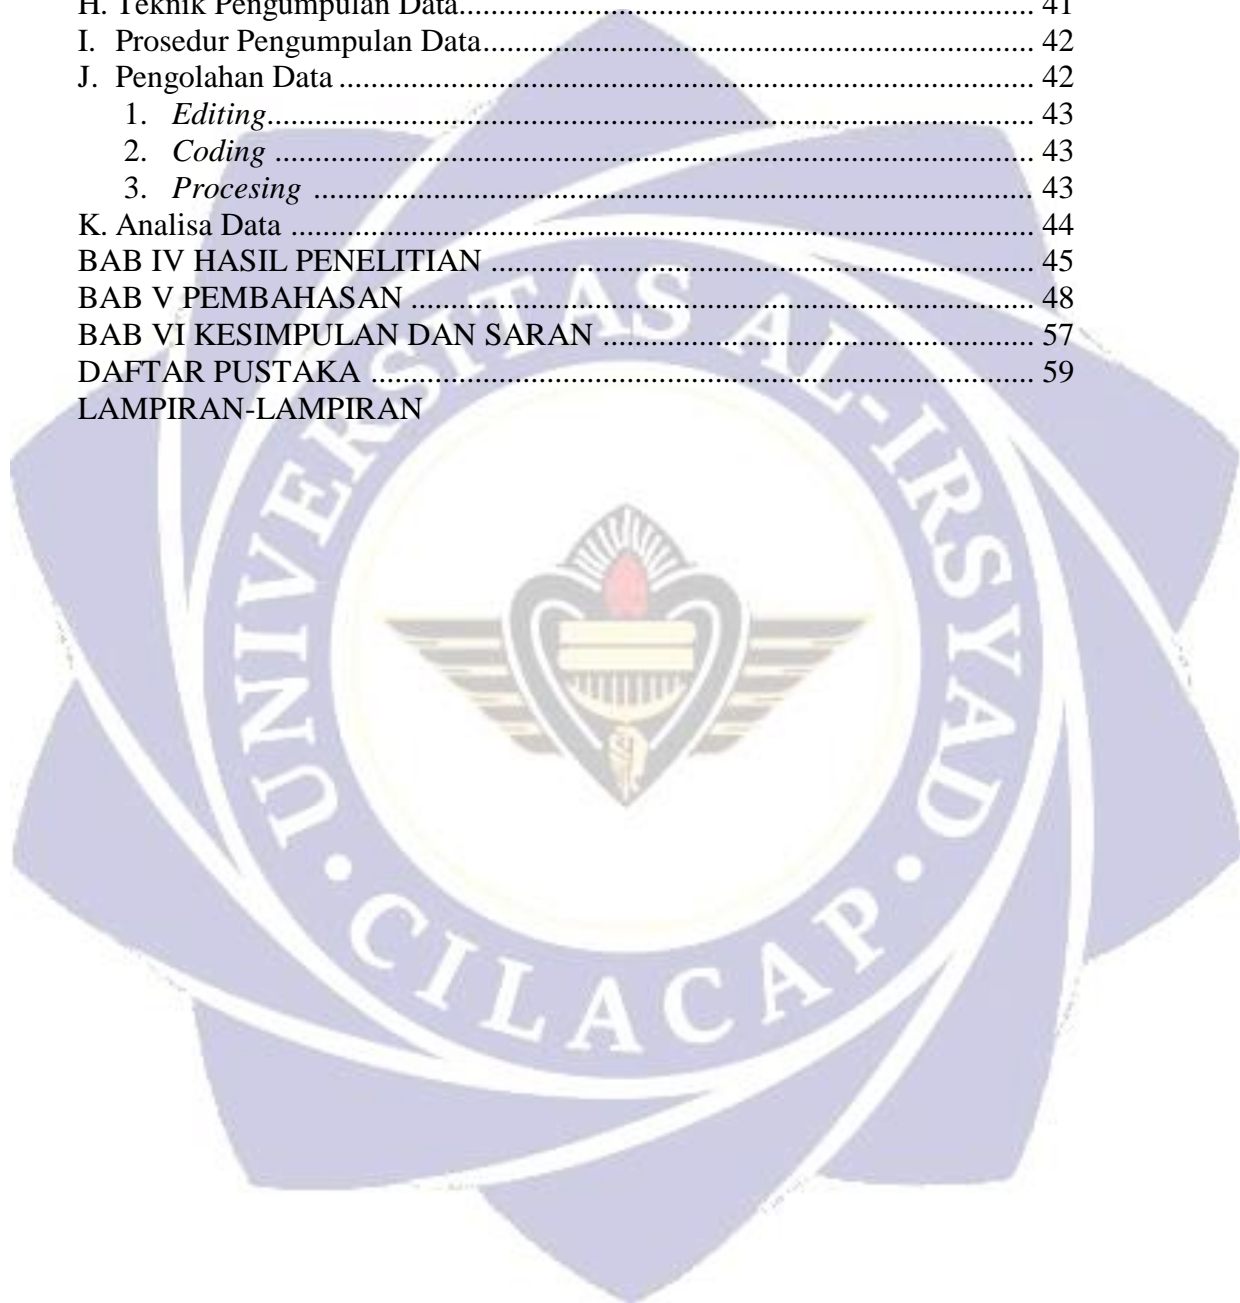 H. Teknik Pengumpulan Data.................................................................... 41
I. Prosedur Pengumpulan Data................................................................. 42
J. Pengolahan Data .................................................................................. 42
1. Editing........................................................................................... 43
2. Coding .......................................................................................... 43
3. Procesing ..................................................................................... 43
K. Analisa Data ........................................................................................ 44
BAB IV HASIL PENELITIAN ................................................................ 45
BAB V PEMBAHASAN .......................................................................... 48
BAB VI KESIMPULAN DAN SARAN ................................................... 57
DAFTAR PUSTAKA ............................................................................... 59
LAMPIRAN-LAMPIRAN
UNIVERSITAS AL-IRSYAD
• CILACAP •